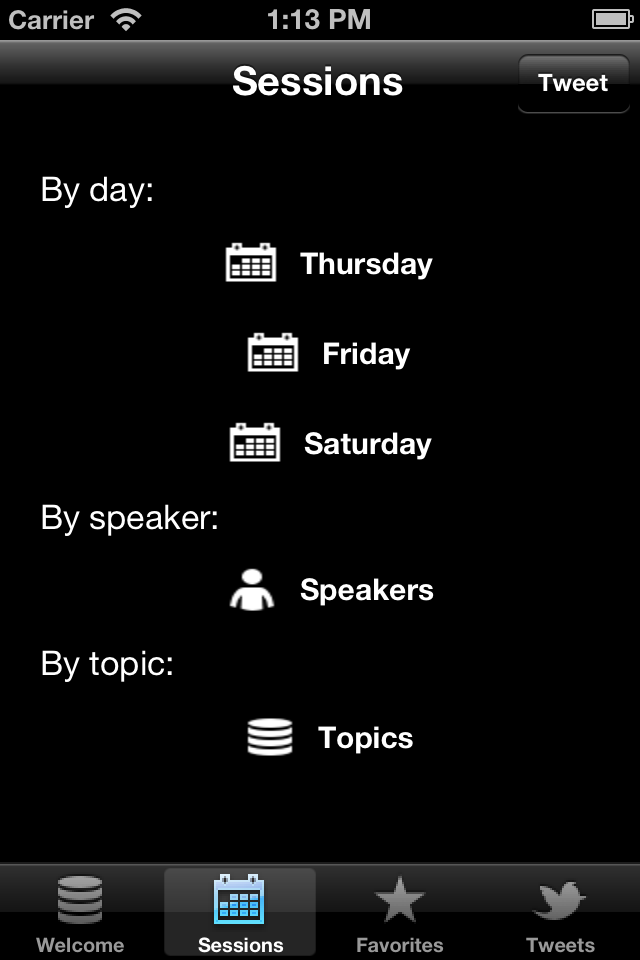 Carrier 1:13 PM
Sessions Tweet
By day:
Thursday
Friday
Saturday
By speaker:
Speakers
By topic:
Topics
Welcome Sessions Favorites Tweets